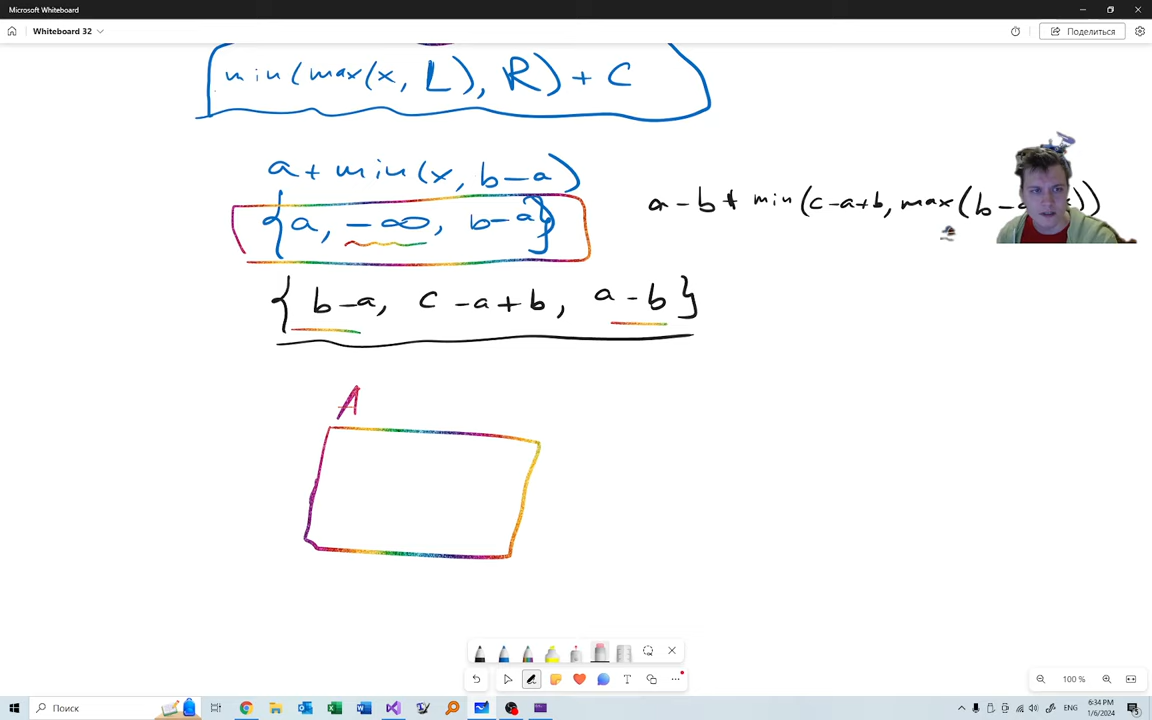 Microsoft Whiteboard
Whiteboard 32
Поделиться
min(max(x, L), R) + C
a + min(x, b-a)
{a, -∞, b-a}
a - b + min(c-a+b, max(b-
))
{b-a, c-a+b, a-b}
A
100 %
Поиск
ENG
6:34 PM
1/6/2024